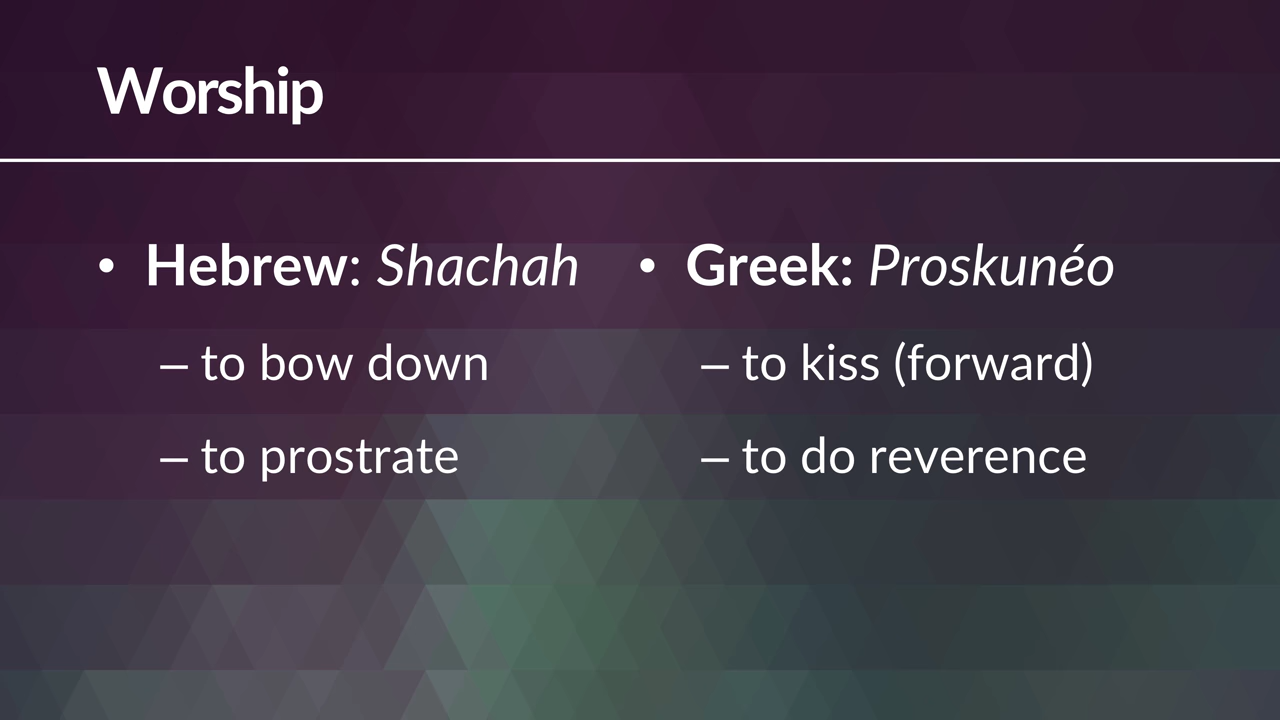 Worship
• Hebrew: Shachah
– to bow down
– to prostrate
• Greek: Proskunéo
– to kiss (forward)
– to do reverence